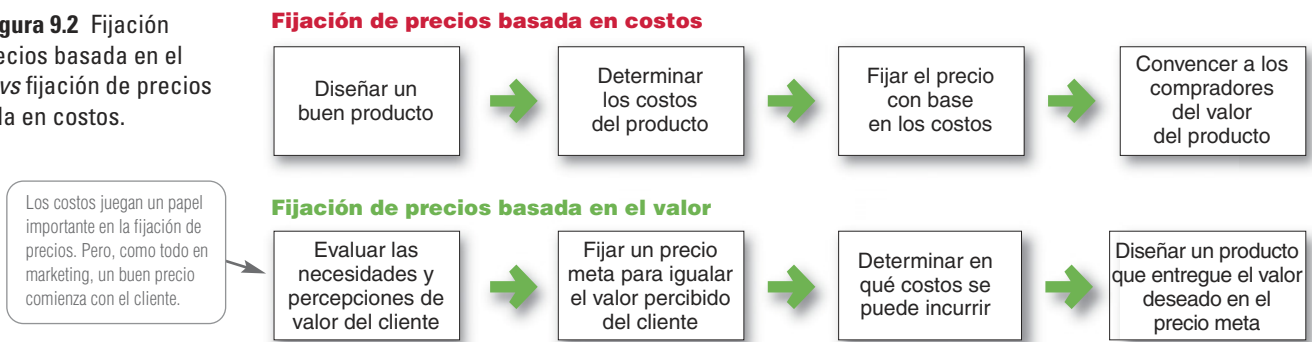 gura 9.2 Fijación
ecios basada en el
vs fijación de precios
da en costos.
Fijación de precios basada en costos
Diseñar un
buen producto
Determinar
los costos
del producto
Fijar el precio
con base
en los costos
Convencer a los
compradores
del valor
del producto
Los costos juegan un papel
importante en la fijación de
precios. Pero, como todo en
marketing, un buen precio
comienza con el cliente.
Fijación de precios basada en el valor
Evaluar las
necesidades y
percepciones de
valor del cliente
Fijar un precio
meta para igualar
el valor percibido
del cliente
Determinar en
qué costos se
puede incurrir
Diseñar un producto
que entregue el valor
deseado en el
precio meta